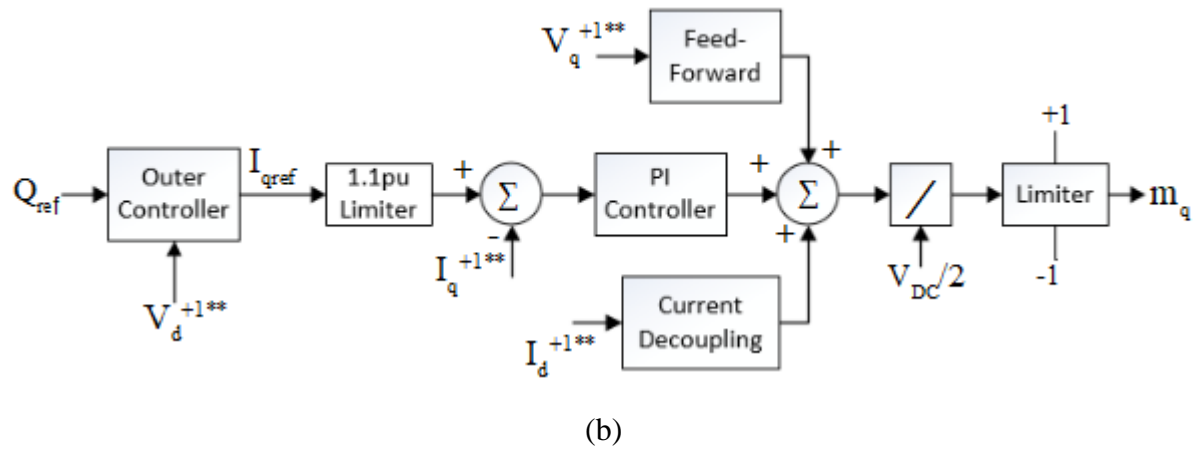 V_q^{+1**}
Feed-
Forward
+1
Q_ref
Outer
Controller
I_qref
1.1pu
Limiter
+
Σ
-
PI
Controller
+
+
Σ
+
/
Limiter
m_q
I_q^{+1**}
V_DC/2
-1
V_d^{+1**}
Current
Decoupling
I_d^{+1**}
(b)